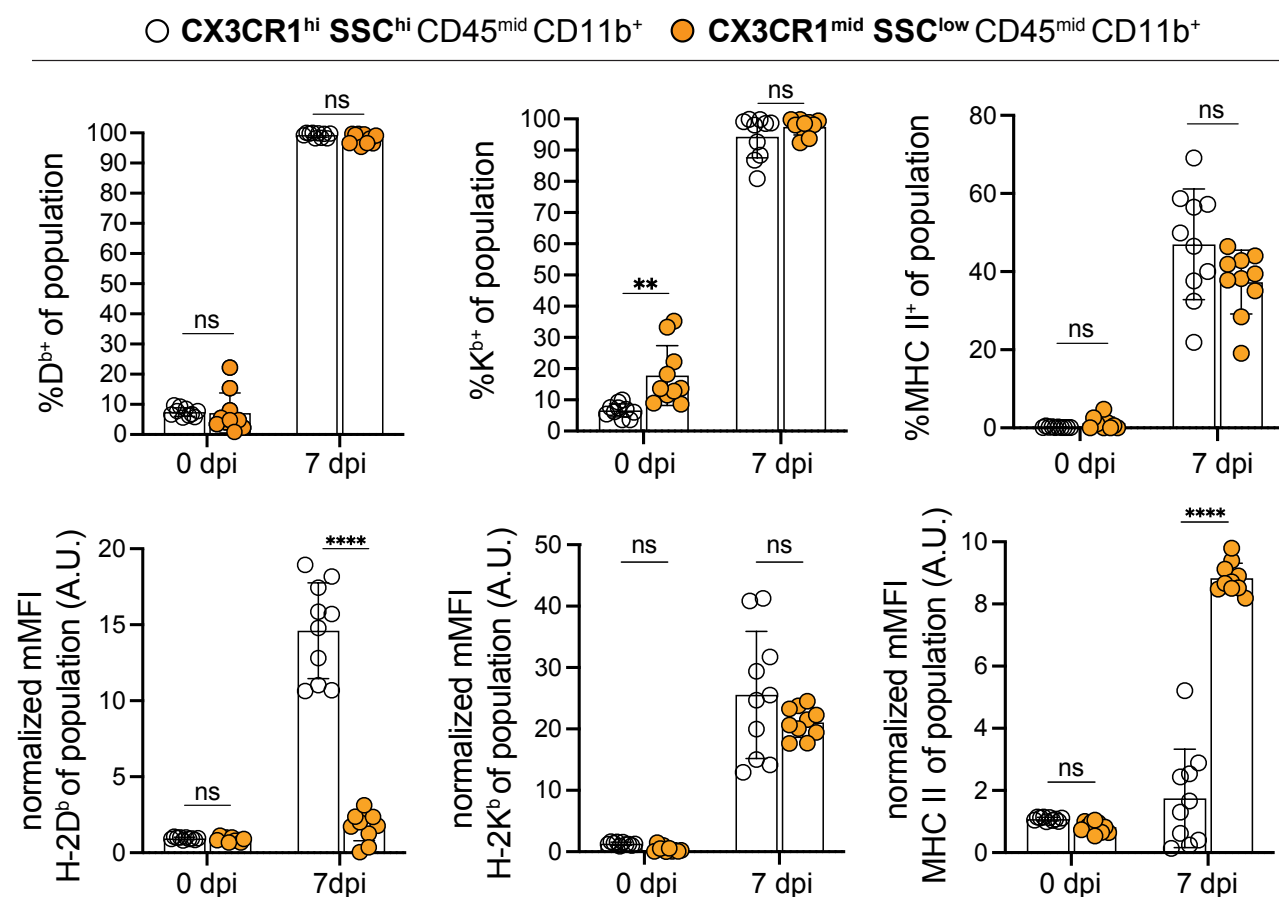 CX3CR1ʰⁱ SSCʰⁱ CD45ᵐⁱᵈ CD11b⁺ CX3CR1ᵐⁱᵈ SSCˡᵒʷ CD45ᵐⁱᵈ CD11b⁺
%Dᵇ⁺ of population
100
90
80
70
60
50
40
30
20
10
0
ns
ns
0 dpi 7 dpi
%Kᵇ⁺ of population
100
90
80
70
60
50
40
30
20
10
0
**
ns
0 dpi 7 dpi
%MHC II⁺ of population
80
60
40
20
0
ns
ns
0 dpi 7 dpi
normalized mMFI
H-2Dᵇ of population (A.U.)
20
15
10
5
0
ns
****
0 dpi 7dpi
normalized mMFI
H-2Kᵇ of population (A.U.)
50
40
30
20
10
0
ns
ns
0 dpi 7 dpi
normalized mMFI
MHC II of population (A.U.)
10
8
6
4
2
0
ns
****
0 dpi 7 dpi